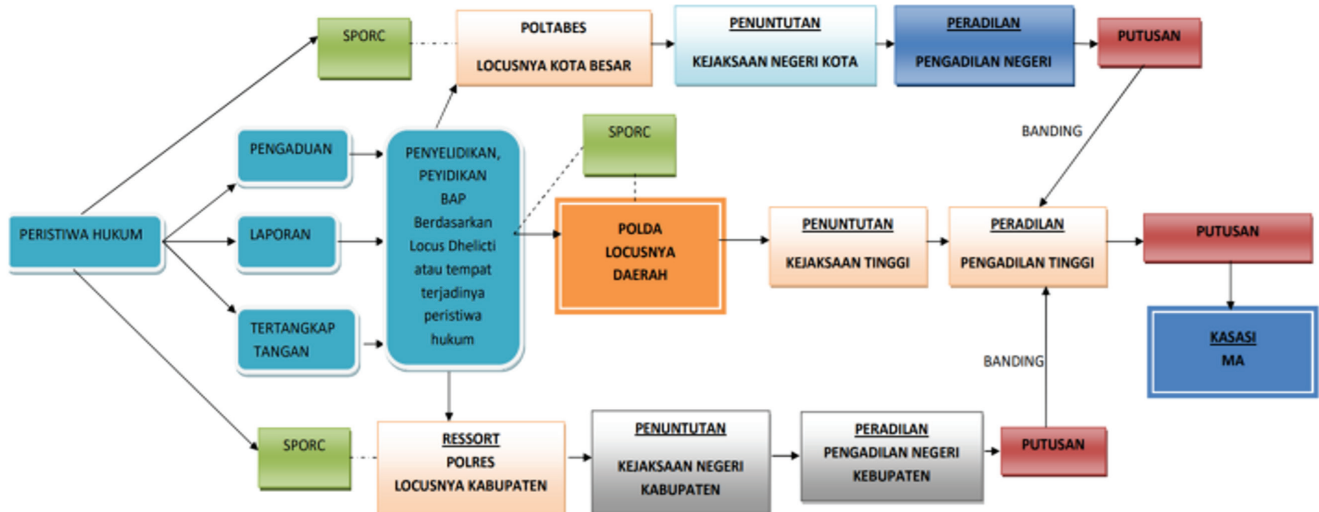 SPORC
POLTABES
LOCUSNYA KOTA BESAR
PENUNTUTAN
KEJAKSAAN NEGERI KOTA
PERADILAN
PENGADILAN NEGERI
PUTUSAN
BANDING
PERISTIWA HUKUM
PENGADUAN
LAPORAN
TERTANGKAP
TANGAN
PENYELIDIKAN,
PEYIDIKAN
BAP
Berdasarkan
Locus Dhelicti
atau tempat
terjadinya
peristiwa
hukum
SPORC
POLDA
LOCUSNYA
DAERAH
PENUNTUTAN
KEJAKSAAN TINGGI
PERADILAN
PENGADILAN TINGGI
PUTUSAN
KASASI
MA
BANDING
SPORC
RESSORT
POLRES
LOCUSNYA KABUPATEN
PENUNTUTAN
KEJAKSAAN NEGERI
KABUPATEN
PERADILAN
PENGADILAN NEGERI
KEBUPATEN
PUTUSAN